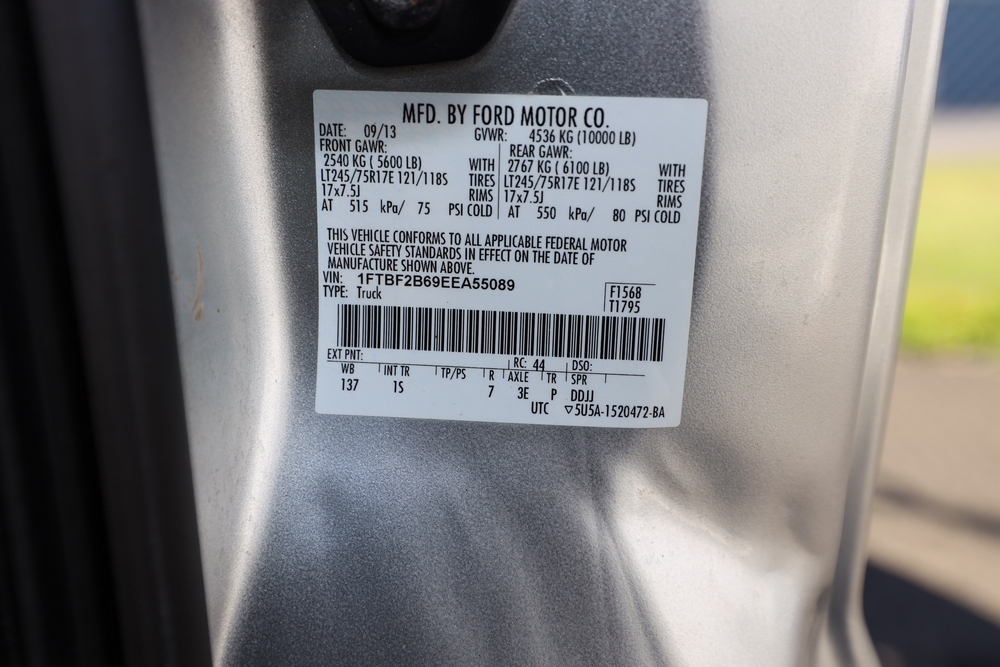 MFD. BY FORD MOTOR CO.
DATE: 09/13 GVWR: 4536 KG (10000 LB)
FRONT GAWR: REAR GAWR:
2540 KG ( 5600 LB) WITH 2767 KG ( 6100 LB) WITH
LT245/75R17E 121/118S TIRES LT245/75R17E 121/118S TIRES
17x7.5J RIMS 17x7.5J RIMS
AT 515 kPa/ 75 PSI COLD AT 550 kPa/ 80 PSI COLD
THIS VEHICLE CONFORMS TO ALL APPLICABLE FEDERAL MOTOR
VEHICLE SAFETY STANDARDS IN EFFECT ON THE DATE OF
MANUFACTURE SHOWN ABOVE.
VIN: 1FTBF2B69EEA55089 F1568
TYPE: Truck T1795
EXT PNT: RC: 44 DSO:
WB INT TR TP/PS R AXLE TR SPR
137 1S 7 3E P DDJJ
UTC ▽5U5A-1520472-BA